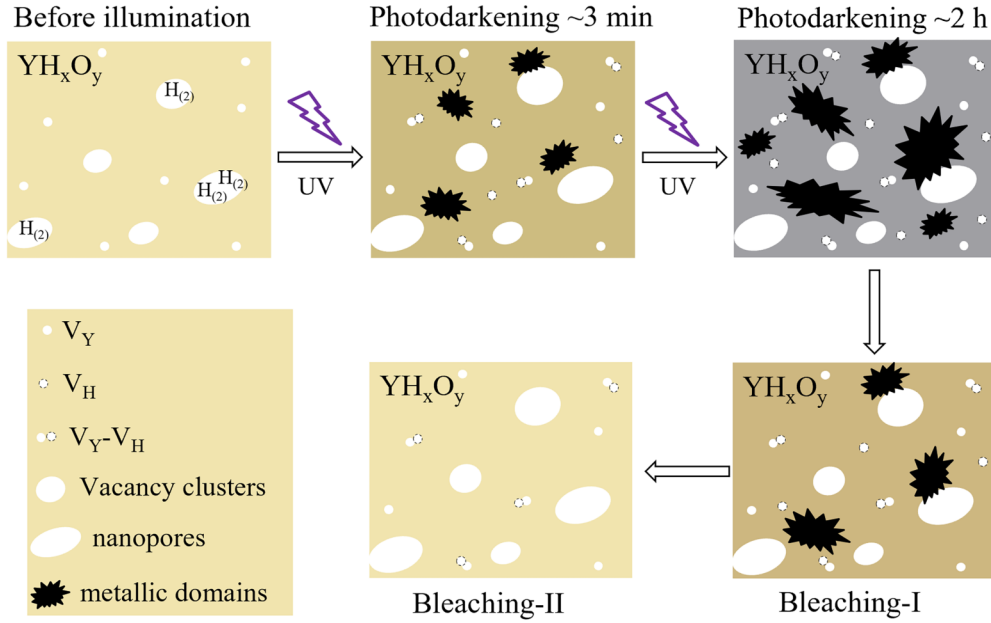 Before illumination
Photodarkening ~3 min
Photodarkening ~2 h
YHxOy
H(2)
H(2)
H(2)
H(2)
UV
YHxOy
UV
YHxOy
VY
VH
VY-VH
Vacancy clusters
nanopores
metallic domains
YHxOy
Bleaching-II
YHxOy
Bleaching-I